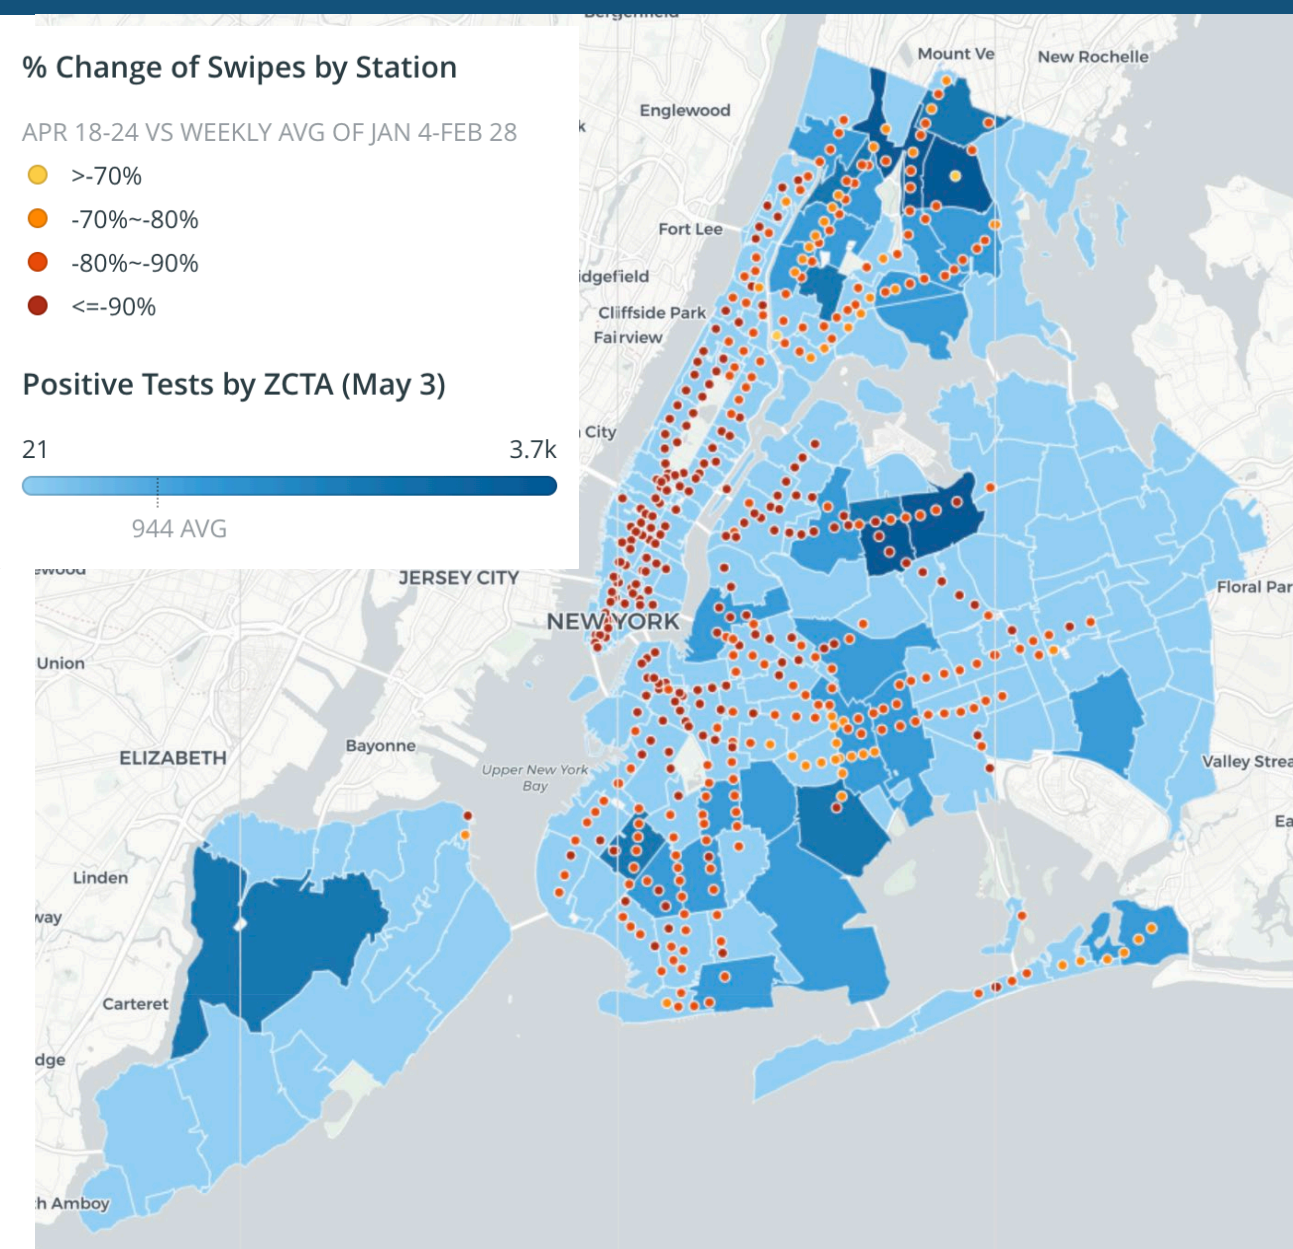 % Change of Swipes by Station
APR 18-24 VS WEEKLY AVG OF JAN 4-FEB 28
>-70%
-70%~-80%
-80%~-90%
<=-90%
Positive Tests by ZCTA (May 3)
21
3.7k
944 AVG
Bergenfield
Mount Ve
New Rochelle
Englewood
k
Fort Lee
idgefield
Cliffside Park
Fairview
City
ewood
JERSEY CITY
NEW YORK
Floral Par
Union
ELIZABETH
Bayonne
Upper New York
Bay
Valley Strea
Ea
Linden
way
Carteret
dge
h Amboy